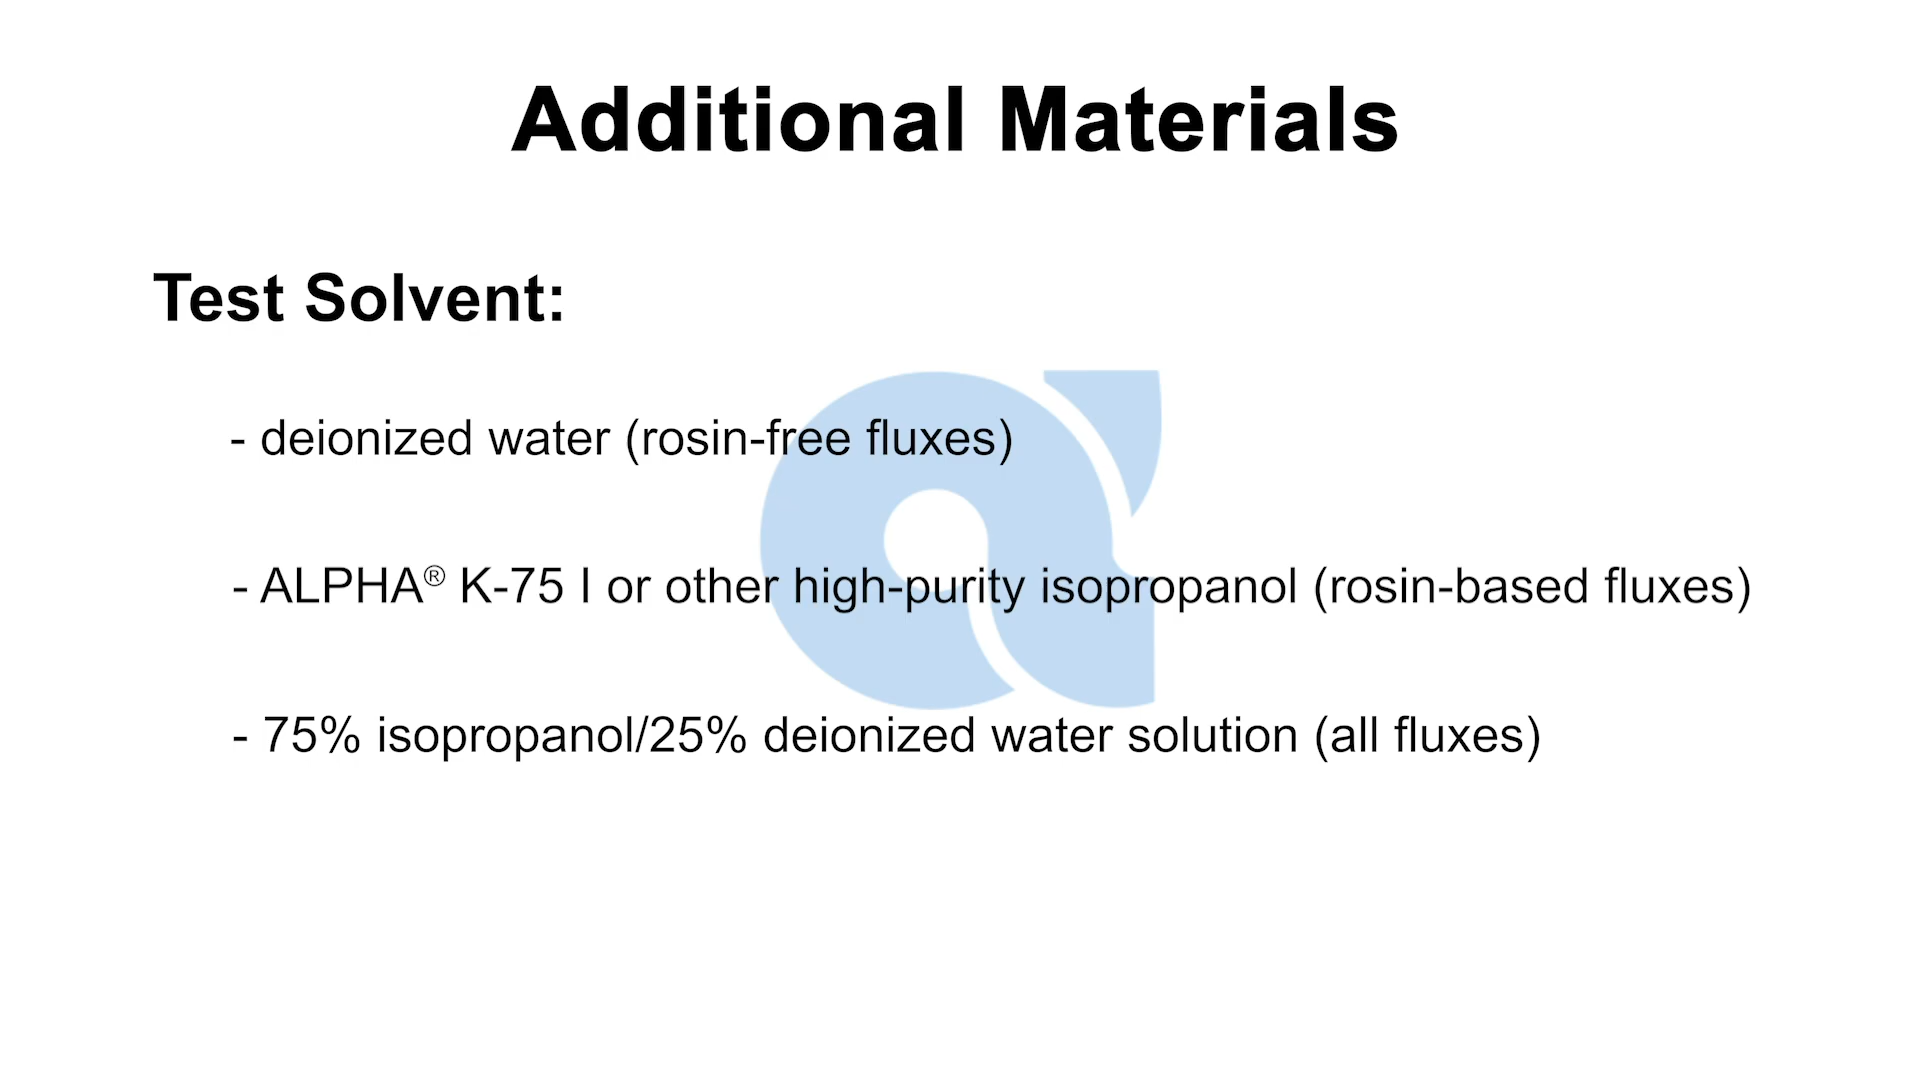 Additional Materials
Test Solvent:
- deionized water (rosin-free fluxes)
- ALPHA® K-75 I or other high-purity isopropanol (rosin-based fluxes)
- 75% isopropanol/25% deionized water solution (all fluxes)